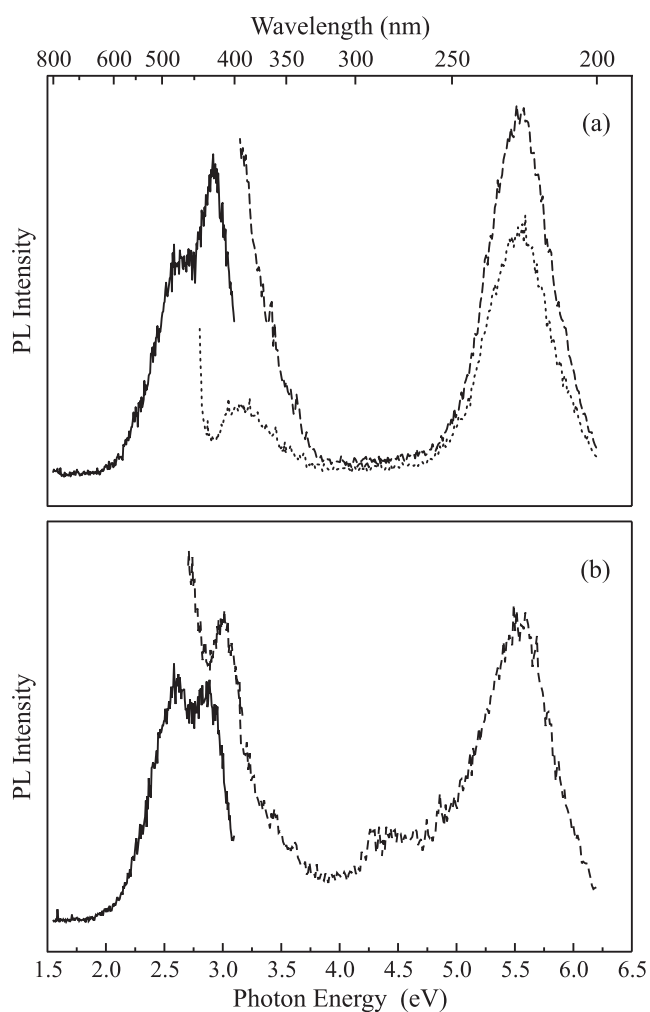 Wavelength (nm)
800 600 500 400 350 300 250 200
(a)
PL Intensity
(b)
PL Intensity
1.5 2.0 2.5 3.0 3.5 4.0 4.5 5.0 5.5 6.0 6.5
Photon Energy (eV)